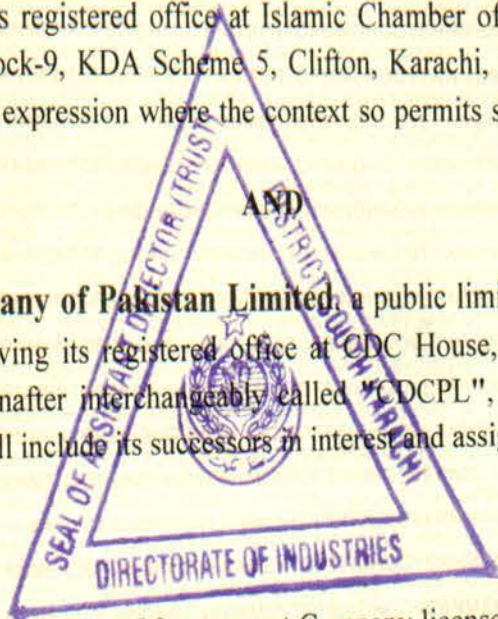 s registered office at Islamic Chamber of
ock-9, KDA Scheme 5, Clifton, Karachi,
expression where the context so permits s
AND
any of Pakistan Limited, a public limi
ving its registered office at CDC House,
nafter interchangeably called "CDCPL",
ll include its successors in interest and assig
SEAL OF ASSISTANT DIRECTOR (TRUST)
DISTRICT SOUTH KARACHI
DIRECTORATE OF INDUSTRIES
t Company license